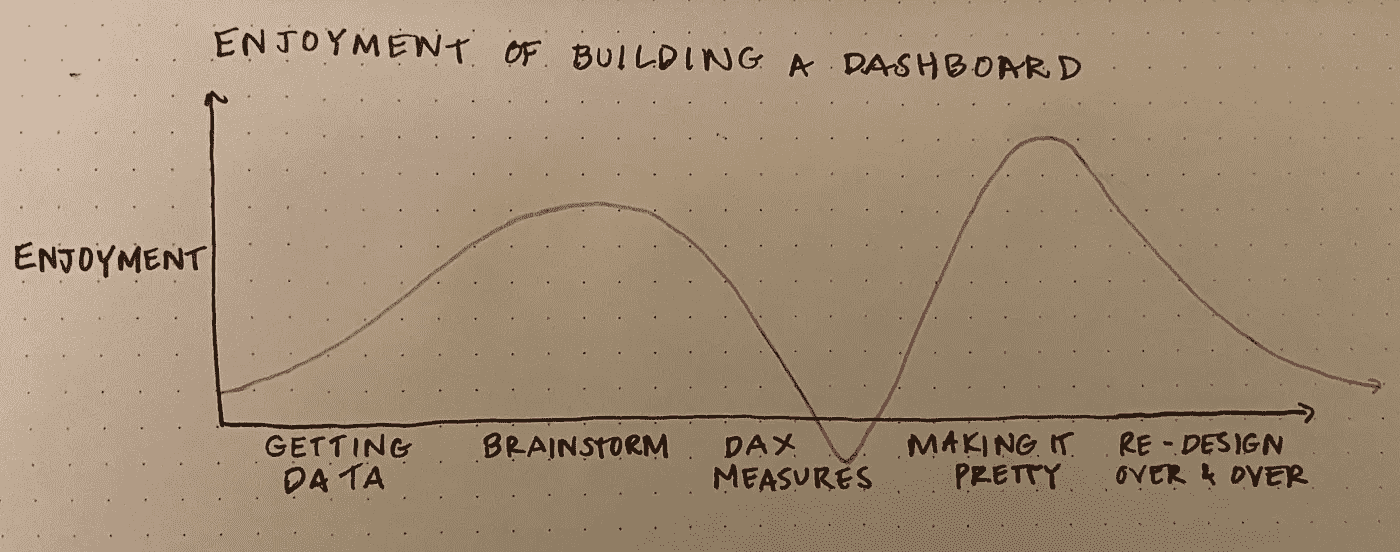 ENJOYMENT OF BUILDING A DASHBOARD
ENJOYMENT
GETTING DATA
BRAINSTORM
DAX MEASURES
MAKING IT PRETTY
RE-DESIGN OVER & OVER